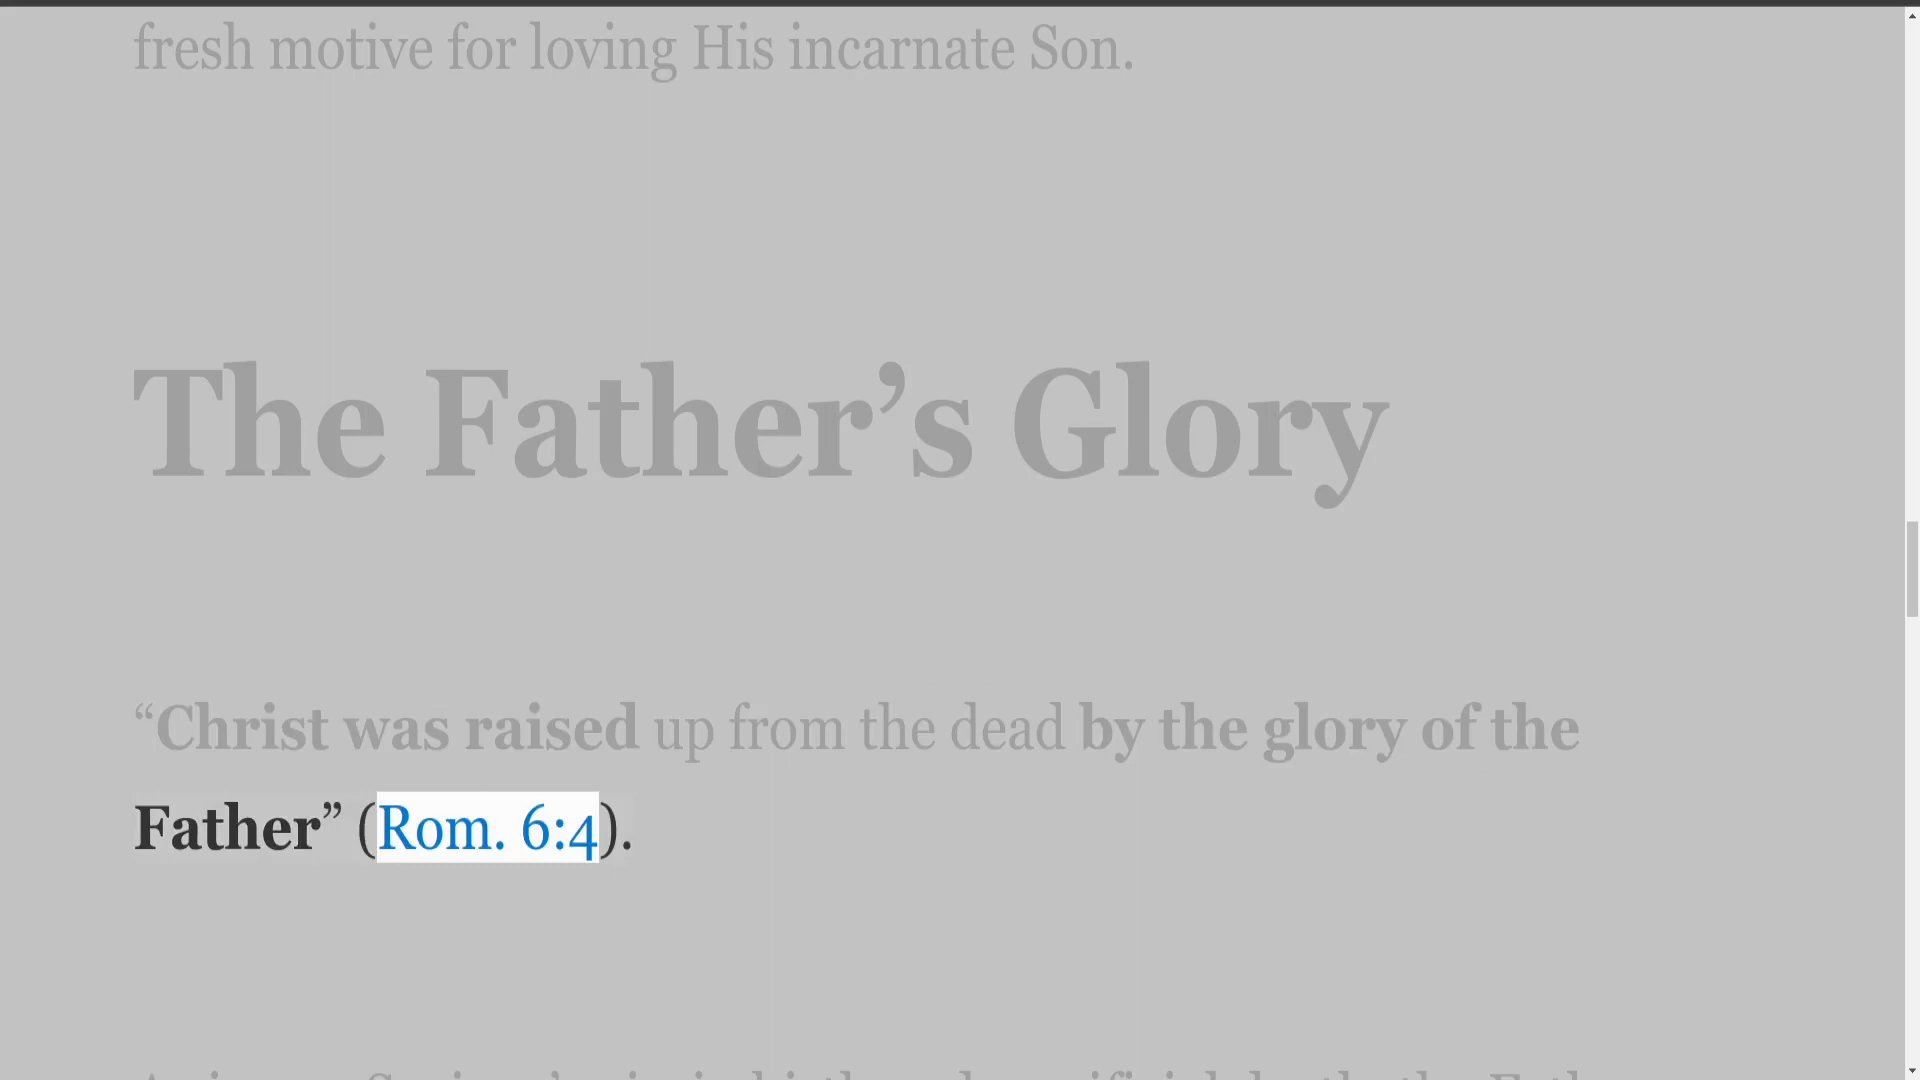 fresh motive for loving His incarnate Son.
The Father’s Glory
“Christ was raised up from the dead by the glory of the
Father” (Rom. 6:4).